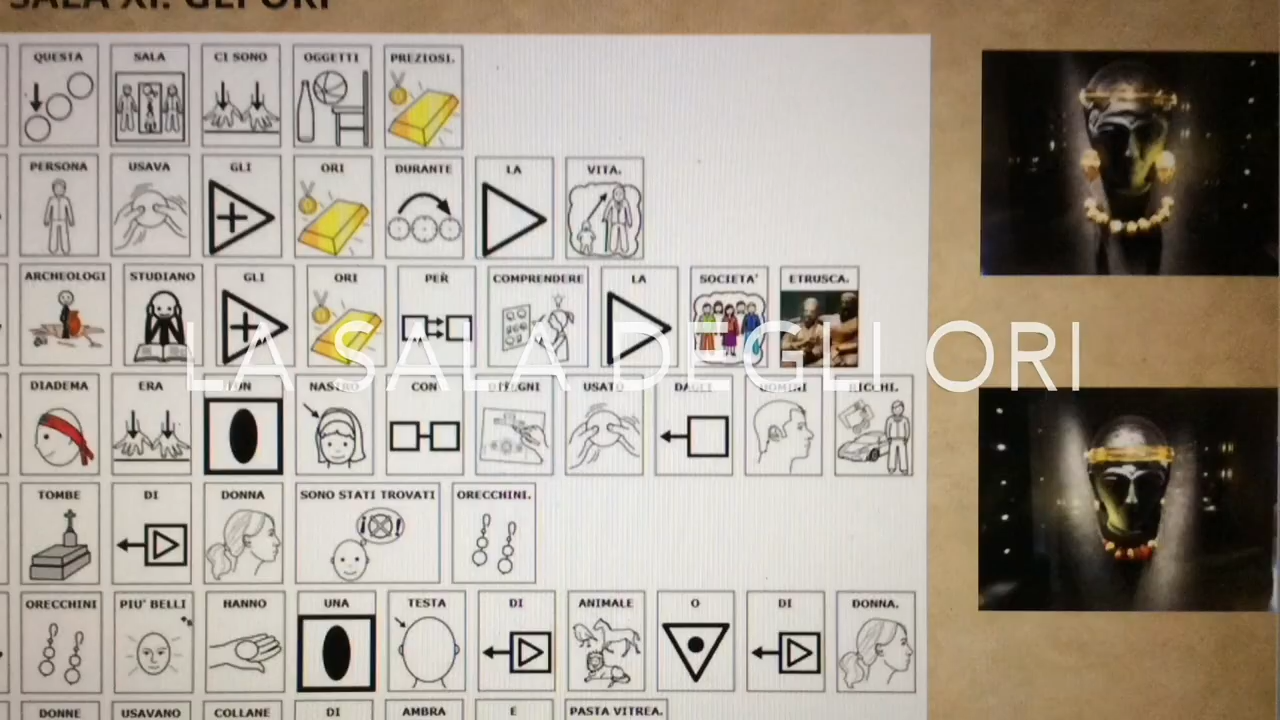 SALA XI: GLI ORI
QUESTA SALA CI SONO OGGETTI PREZIOSI.
PERSONA USAVA GLI ORI DURANTE LA VITA.
ARCHEOLOGI STUDIANO GLI ORI PER COMPRENDERE LA SOCIETA' ETRUSCA.
LA SALA DEGLI ORI
DIADEMA ERA UN NASTRO CON DISEGNI USATO DAGLI UOMINI RICCHI.
TOMBE DI DONNA SONO STATI TROVATI ORECCHINI.
ORECCHINI PIU' BELLI HANNO UNA TESTA DI ANIMALE O DI DONNA.
DONNE USAVANO COLLANE DI AMBRA E PASTA VITREA.